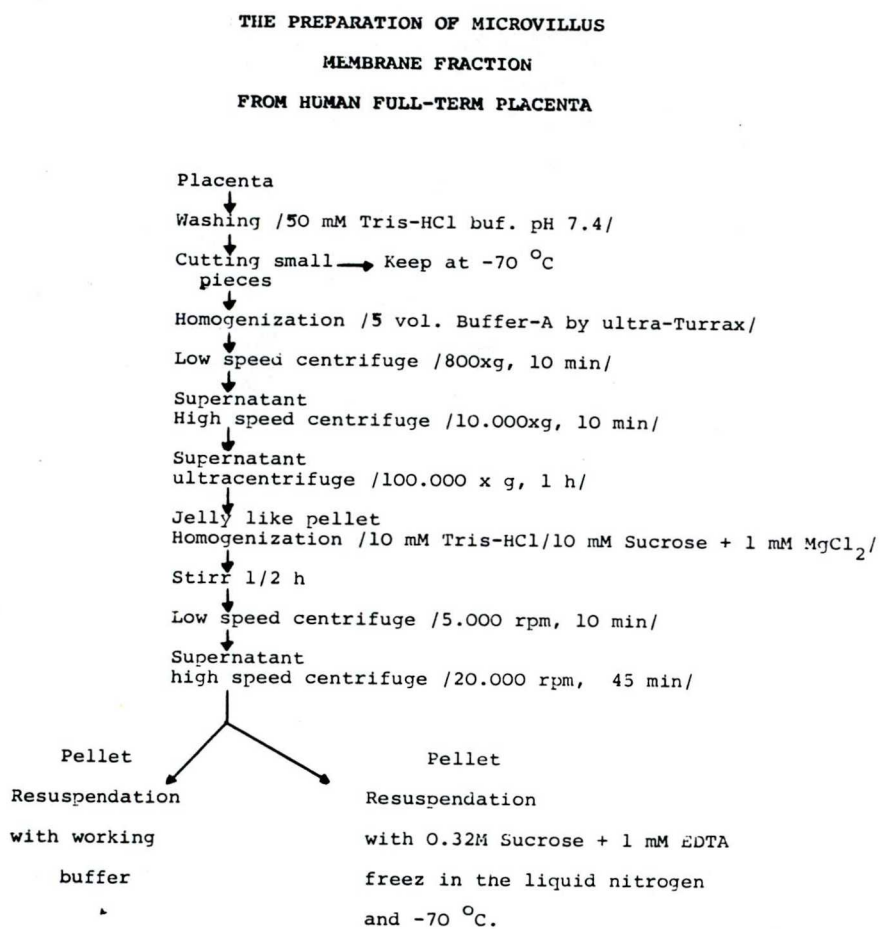 THE PREPARATION OF MICROVILLUS
MEMBRANE FRACTION
FROM HUMAN FULL-TERM PLACENTA
Placenta
Washing /50 mM Tris-HCl buf. pH 7.4/
Cutting small → Keep at -70 °C
pieces
Homogenization /5 vol. Buffer-A by ultra-Turrax/
Low speed centrifuge /800xg, 10 min/
Supernatant
High speed centrifuge /10.000xg, 10 min/
Supernatant
ultracentrifuge /100.000 x g, 1 h/
Jelly like pellet
Homogenization /10 mM Tris-HCl/10 mM Sucrose + 1 mM MgCl₂/
Stirr 1/2 h
Low speed centrifuge /5.000 rpm, 10 min/
Supernatant
high speed centrifuge /20.000 rpm, 45 min/
Pellet
Resuspendation
with working
buffer
Pellet
Resuspendation
with 0.32M Sucrose + 1 mM EDTA
freez in the liquid nitrogen
and -70 °C.